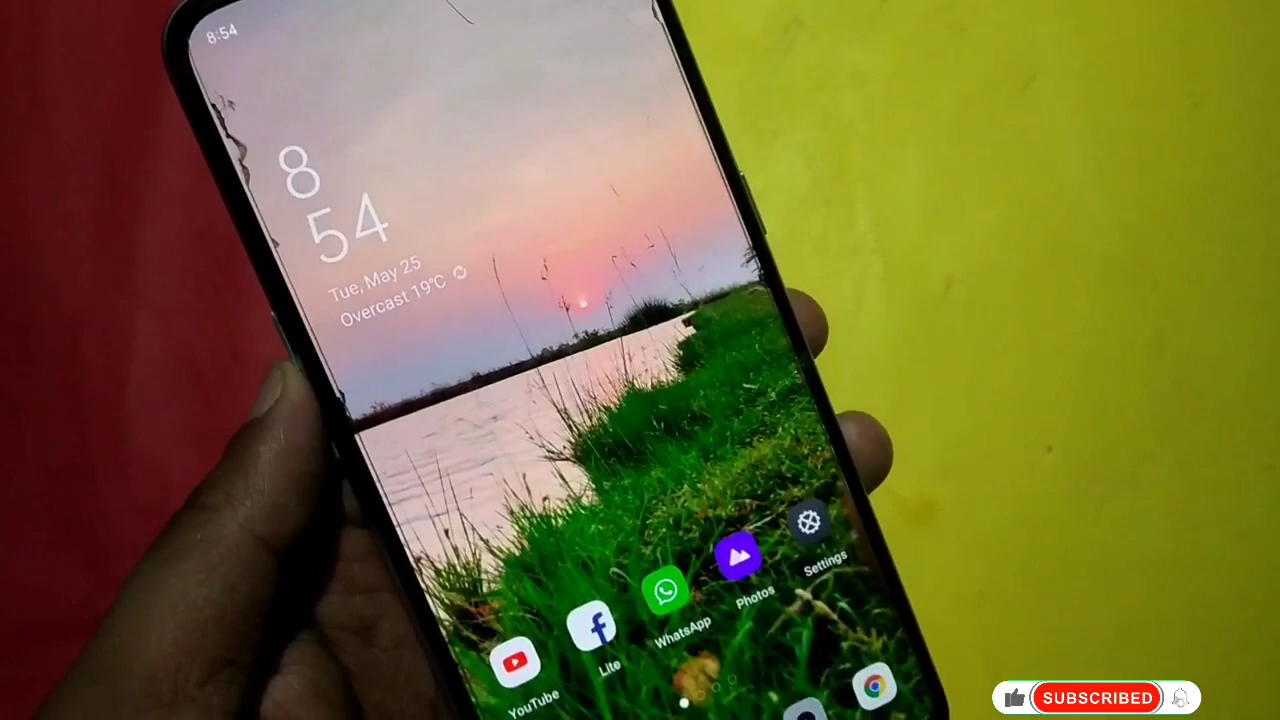 8:54
8
54
Tue, May 25
Overcast 19°C
Settings
Photos
WhatsApp
Lite
YouTube
SUBSCRIBED